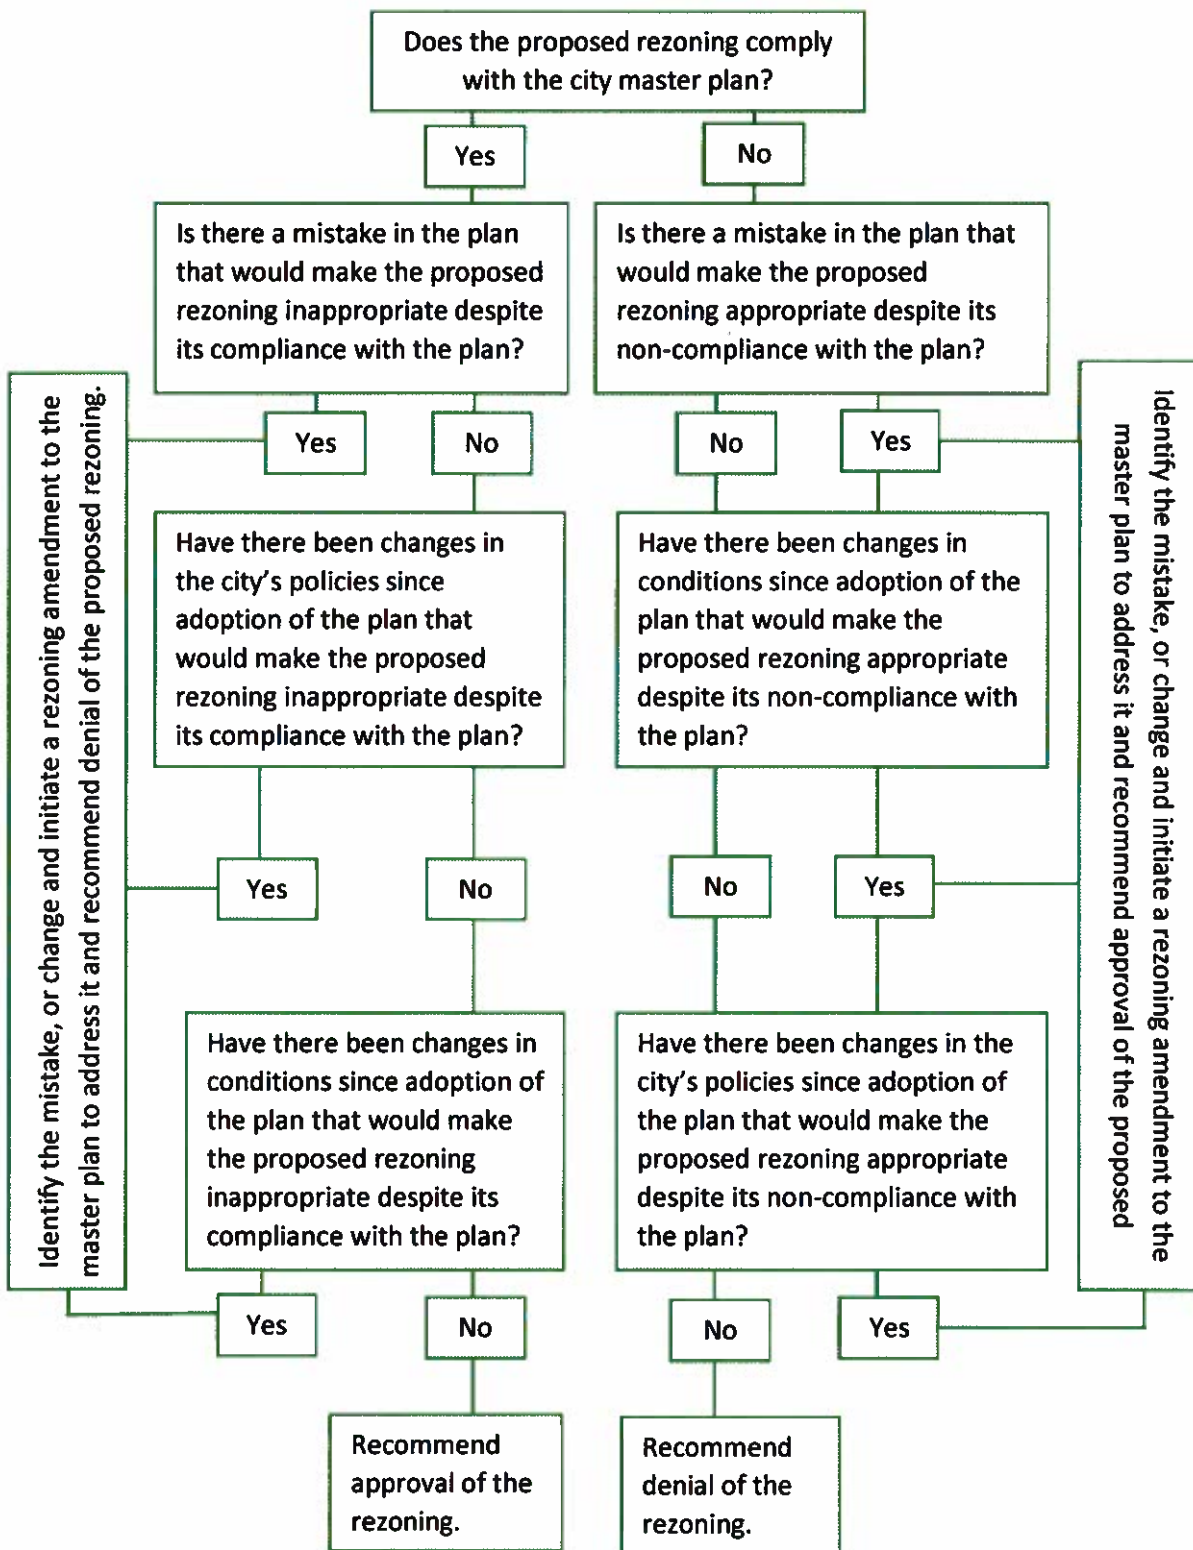 Does the proposed rezoning comply
with the city master plan?
Yes
No
Is there a mistake in the plan
that would make the proposed
rezoning inappropriate despite
its compliance with the plan?
Is there a mistake in the plan that
would make the proposed
rezoning appropriate despite its
non-compliance with the plan?
Identify the mistake, or change and initiate a rezoning amendment to the
master plan to address it and recommend denial of the proposed rezoning.
Identify the mistake, or change and initiate a rezoning amendment to the
master plan to address it and recommend approval of the proposed
Yes
No
No
Yes
Have there been changes in
the city's policies since
adoption of the plan that
would make the proposed
rezoning inappropriate despite
its compliance with the plan?
Have there been changes in
conditions since adoption of the
plan that would make the
proposed rezoning appropriate
despite its non-compliance with
the plan?
Yes
No
No
Yes
Have there been changes in
conditions since adoption of
the plan that would make
the proposed rezoning
inappropriate despite its
compliance with the plan?
Have there been changes in the
city's policies since adoption of
the plan that would make the
proposed rezoning appropriate
despite its non-compliance with
the plan?
Yes
No
No
Yes
Recommend
approval of the
rezoning.
Recommend
denial of the
rezoning.